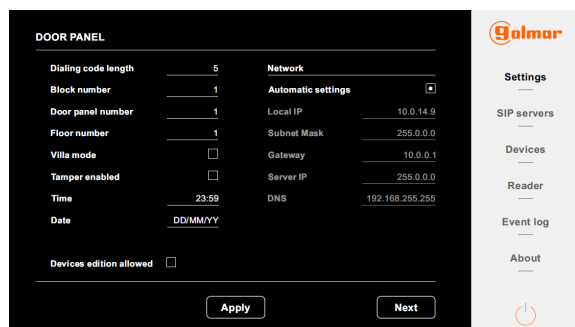 DOOR PANEL
Dialing code length 5
Block number 1
Door panel number 1
Floor number 1
Villa mode
Tamper enabled
Time 23:59
Date DD/MM/YY
Devices edition allowed
Network
Automatic settings
Local IP 10.0.14.9
Subnet Mask 255.0.0.0
Gateway 10.0.0.1
Server IP 255.0.0.0
DNS 192.168.255.255
Apply
Next
golmar
Settings
SIP servers
Devices
Reader
Event log
About